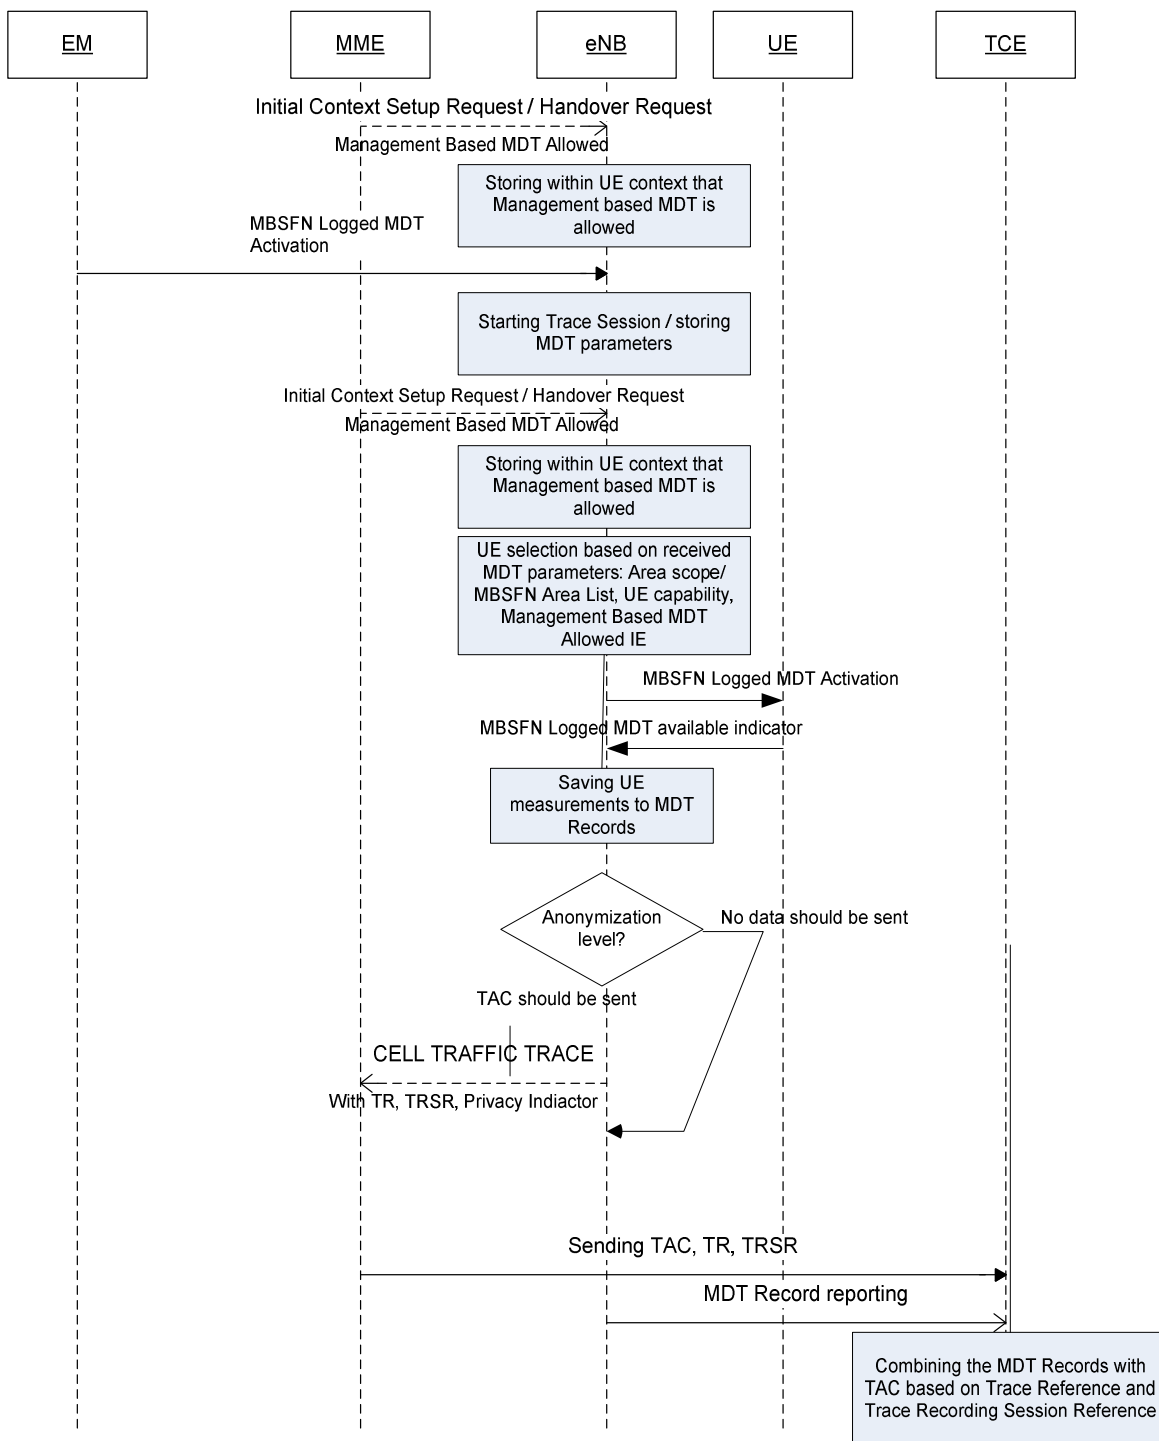 EM
MME
eNB
UE
TCE
Initial Context Setup Request / Handover Request
Management Based MDT Allowed
Storing within UE context that
Management based MDT is
allowed
MBSFN Logged MDT
Activation
Starting Trace Session / storing
MDT parameters
Initial Context Setup Request / Handover Request
Management Based MDT Allowed
Storing within UE context that
Management based MDT is
allowed
UE selection based on received
MDT parameters: Area scope/
MBSFN Area List, UE capability,
Management Based MDT
Allowed IE
MBSFN Logged MDT Activation
MBSFN Logged MDT available indicator
Saving UE
measurements to MDT
Records
Anonymization
level?
No data should be sent
TAC should be sent
CELL TRAFFIC TRACE
With TR, TRSR, Privacy Indiactor
Sending TAC, TR, TRSR
MDT Record reporting
Combining the MDT Records with
TAC based on Trace Reference and
Trace Recording Session Reference